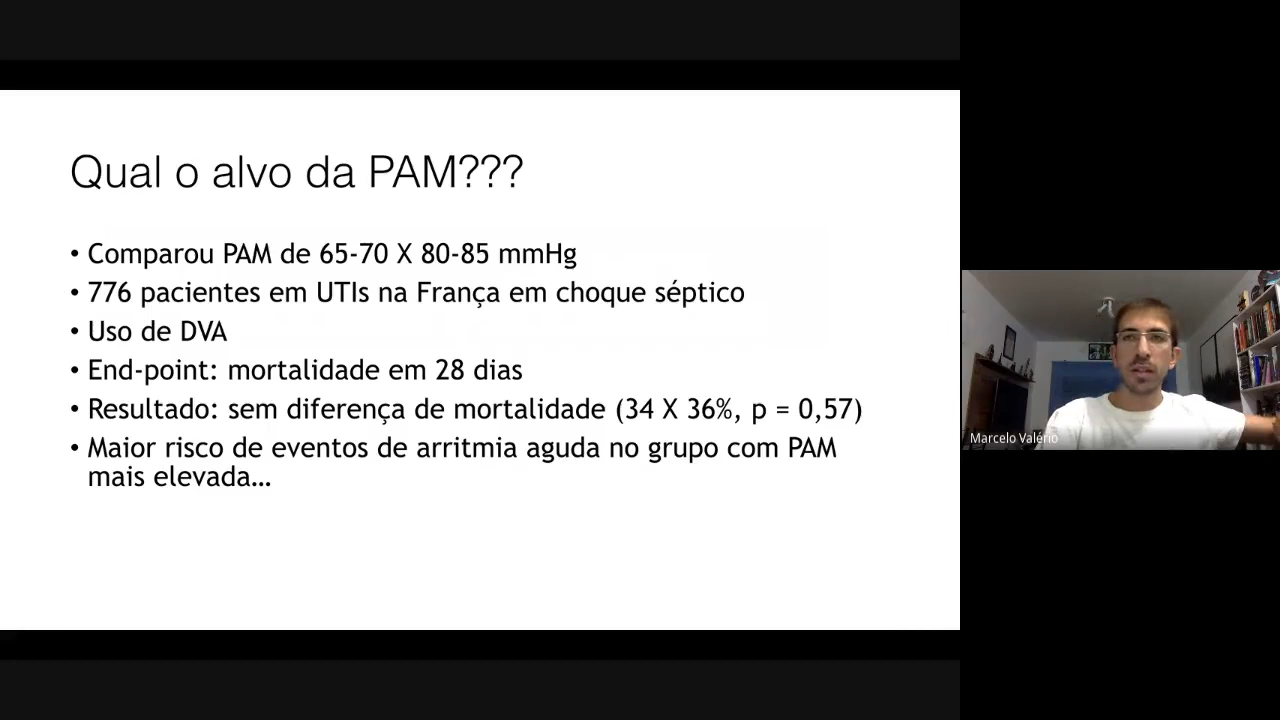 Qual o alvo da PAM???
• Comparou PAM de 65-70 X 80-85 mmHg
• 776 pacientes em UTIs na França em choque séptico
• Uso de DVA
• End-point: mortalidade em 28 dias
• Resultado: sem diferença de mortalidade (34 X 36%, p = 0,57)
• Maior risco de eventos de arritmia aguda no grupo com PAM
mais elevada…
Marcelo Valério